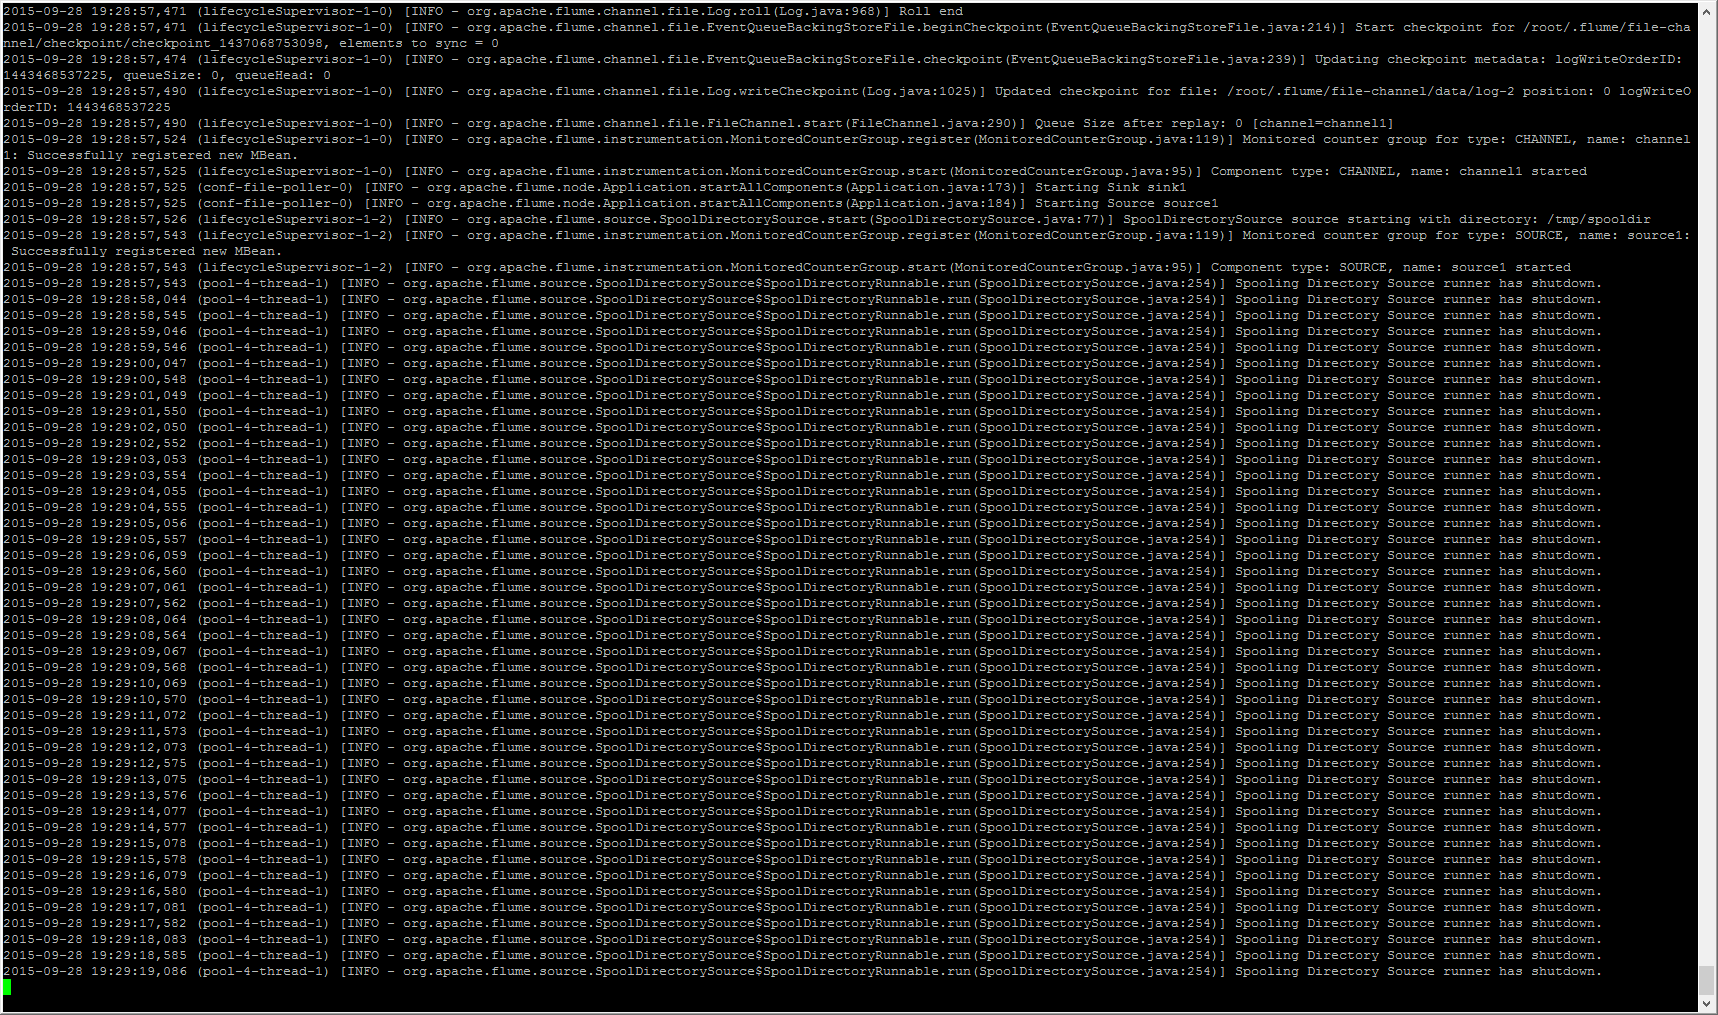 2015-09-28 19:28:57,471 (lifecycleSupervisor-1-0) [INFO - org.apache.flume.channel.file.Log.roll(Log.java:968)] Roll end
2015-09-28 19:28:57,471 (lifecycleSupervisor-1-0) [INFO - org.apache.flume.channel.file.EventQueueBackingStoreFile.beginCheckpoint(EventQueueBackingStoreFile.java:214)] Start checkpoint for /root/.flume/file-cha
nnel/checkpoint/checkpoint_1437068753098, elements to sync = 0
2015-09-28 19:28:57,474 (lifecycleSupervisor-1-0) [INFO - org.apache.flume.channel.file.EventQueueBackingStoreFile.checkpoint(EventQueueBackingStoreFile.java:239)] Updating checkpoint metadata: logWriteOrderID:
1443468537225, queueSize: 0, queueHead: 0
2015-09-28 19:28:57,490 (lifecycleSupervisor-1-0) [INFO - org.apache.flume.channel.file.Log.writeCheckpoint(Log.java:1025)] Updated checkpoint for file: /root/.flume/file-channel/data/log-2 position: 0 logWriteO
rderID: 1443468537225
2015-09-28 19:28:57,490 (lifecycleSupervisor-1-0) [INFO - org.apache.flume.channel.file.FileChannel.start(FileChannel.java:290)] Queue Size after replay: 0 [channel=channel1]
2015-09-28 19:28:57,524 (lifecycleSupervisor-1-0) [INFO - org.apache.flume.instrumentation.MonitoredCounterGroup.register(MonitoredCounterGroup.java:119)] Monitored counter group for type: CHANNEL, name: channel
1: Successfully registered new MBean.
2015-09-28 19:28:57,525 (lifecycleSupervisor-1-0) [INFO - org.apache.flume.instrumentation.MonitoredCounterGroup.start(MonitoredCounterGroup.java:95)] Component type: CHANNEL, name: channel1 started
2015-09-28 19:28:57,525 (conf-file-poller-0) [INFO - org.apache.flume.node.Application.startAllComponents(Application.java:173)] Starting Sink sink1
2015-09-28 19:28:57,525 (conf-file-poller-0) [INFO - org.apache.flume.node.Application.startAllComponents(Application.java:184)] Starting Source source1
2015-09-28 19:28:57,526 (lifecycleSupervisor-1-2) [INFO - org.apache.flume.source.SpoolDirectorySource.start(SpoolDirectorySource.java:77)] SpoolDirectorySource source starting with directory: /tmp/spooldir
2015-09-28 19:28:57,543 (lifecycleSupervisor-1-2) [INFO - org.apache.flume.instrumentation.MonitoredCounterGroup.register(MonitoredCounterGroup.java:119)] Monitored counter group for type: SOURCE, name: source1:
 Successfully registered new MBean.
2015-09-28 19:28:57,543 (lifecycleSupervisor-1-2) [INFO - org.apache.flume.instrumentation.MonitoredCounterGroup.start(MonitoredCounterGroup.java:95)] Component type: SOURCE, name: source1 started
2015-09-28 19:28:57,543 (pool-4-thread-1) [INFO - org.apache.flume.source.SpoolDirectorySource$SpoolDirectoryRunnable.run(SpoolDirectorySource.java:254)] Spooling Directory Source runner has shutdown.
2015-09-28 19:28:58,044 (pool-4-thread-1) [INFO - org.apache.flume.source.SpoolDirectorySource$SpoolDirectoryRunnable.run(SpoolDirectorySource.java:254)] Spooling Directory Source runner has shutdown.
2015-09-28 19:28:58,545 (pool-4-thread-1) [INFO - org.apache.flume.source.SpoolDirectorySource$SpoolDirectoryRunnable.run(SpoolDirectorySource.java:254)] Spooling Directory Source runner has shutdown.
2015-09-28 19:28:59,046 (pool-4-thread-1) [INFO - org.apache.flume.source.SpoolDirectorySource$SpoolDirectoryRunnable.run(SpoolDirectorySource.java:254)] Spooling Directory Source runner has shutdown.
2015-09-28 19:28:59,546 (pool-4-thread-1) [INFO - org.apache.flume.source.SpoolDirectorySource$SpoolDirectoryRunnable.run(SpoolDirectorySource.java:254)] Spooling Directory Source runner has shutdown.
2015-09-28 19:29:00,047 (pool-4-thread-1) [INFO - org.apache.flume.source.SpoolDirectorySource$SpoolDirectoryRunnable.run(SpoolDirectorySource.java:254)] Spooling Directory Source runner has shutdown.
2015-09-28 19:29:00,548 (pool-4-thread-1) [INFO - org.apache.flume.source.SpoolDirectorySource$SpoolDirectoryRunnable.run(SpoolDirectorySource.java:254)] Spooling Directory Source runner has shutdown.
2015-09-28 19:29:01,049 (pool-4-thread-1) [INFO - org.apache.flume.source.SpoolDirectorySource$SpoolDirectoryRunnable.run(SpoolDirectorySource.java:254)] Spooling Directory Source runner has shutdown.
2015-09-28 19:29:01,550 (pool-4-thread-1) [INFO - org.apache.flume.source.SpoolDirectorySource$SpoolDirectoryRunnable.run(SpoolDirectorySource.java:254)] Spooling Directory Source runner has shutdown.
2015-09-28 19:29:02,050 (pool-4-thread-1) [INFO - org.apache.flume.source.SpoolDirectorySource$SpoolDirectoryRunnable.run(SpoolDirectorySource.java:254)] Spooling Directory Source runner has shutdown.
2015-09-28 19:29:02,552 (pool-4-thread-1) [INFO - org.apache.flume.source.SpoolDirectorySource$SpoolDirectoryRunnable.run(SpoolDirectorySource.java:254)] Spooling Directory Source runner has shutdown.
2015-09-28 19:29:03,053 (pool-4-thread-1) [INFO - org.apache.flume.source.SpoolDirectorySource$SpoolDirectoryRunnable.run(SpoolDirectorySource.java:254)] Spooling Directory Source runner has shutdown.
2015-09-28 19:29:03,554 (pool-4-thread-1) [INFO - org.apache.flume.source.SpoolDirectorySource$SpoolDirectoryRunnable.run(SpoolDirectorySource.java:254)] Spooling Directory Source runner has shutdown.
2015-09-28 19:29:04,055 (pool-4-thread-1) [INFO - org.apache.flume.source.SpoolDirectorySource$SpoolDirectoryRunnable.run(SpoolDirectorySource.java:254)] Spooling Directory Source runner has shutdown.
2015-09-28 19:29:04,555 (pool-4-thread-1) [INFO - org.apache.flume.source.SpoolDirectorySource$SpoolDirectoryRunnable.run(SpoolDirectorySource.java:254)] Spooling Directory Source runner has shutdown.
2015-09-28 19:29:05,056 (pool-4-thread-1) [INFO - org.apache.flume.source.SpoolDirectorySource$SpoolDirectoryRunnable.run(SpoolDirectorySource.java:254)] Spooling Directory Source runner has shutdown.
2015-09-28 19:29:05,557 (pool-4-thread-1) [INFO - org.apache.flume.source.SpoolDirectorySource$SpoolDirectoryRunnable.run(SpoolDirectorySource.java:254)] Spooling Directory Source runner has shutdown.
2015-09-28 19:29:06,059 (pool-4-thread-1) [INFO - org.apache.flume.source.SpoolDirectorySource$SpoolDirectoryRunnable.run(SpoolDirectorySource.java:254)] Spooling Directory Source runner has shutdown.
2015-09-28 19:29:06,560 (pool-4-thread-1) [INFO - org.apache.flume.source.SpoolDirectorySource$SpoolDirectoryRunnable.run(SpoolDirectorySource.java:254)] Spooling Directory Source runner has shutdown.
2015-09-28 19:29:07,061 (pool-4-thread-1) [INFO - org.apache.flume.source.SpoolDirectorySource$SpoolDirectoryRunnable.run(SpoolDirectorySource.java:254)] Spooling Directory Source runner has shutdown.
2015-09-28 19:29:07,562 (pool-4-thread-1) [INFO - org.apache.flume.source.SpoolDirectorySource$SpoolDirectoryRunnable.run(SpoolDirectorySource.java:254)] Spooling Directory Source runner has shutdown.
2015-09-28 19:29:08,064 (pool-4-thread-1) [INFO - org.apache.flume.source.SpoolDirectorySource$SpoolDirectoryRunnable.run(SpoolDirectorySource.java:254)] Spooling Directory Source runner has shutdown.
2015-09-28 19:29:08,564 (pool-4-thread-1) [INFO - org.apache.flume.source.SpoolDirectorySource$SpoolDirectoryRunnable.run(SpoolDirectorySource.java:254)] Spooling Directory Source runner has shutdown.
2015-09-28 19:29:09,067 (pool-4-thread-1) [INFO - org.apache.flume.source.SpoolDirectorySource$SpoolDirectoryRunnable.run(SpoolDirectorySource.java:254)] Spooling Directory Source runner has shutdown.
2015-09-28 19:29:09,568 (pool-4-thread-1) [INFO - org.apache.flume.source.SpoolDirectorySource$SpoolDirectoryRunnable.run(SpoolDirectorySource.java:254)] Spooling Directory Source runner has shutdown.
2015-09-28 19:29:10,069 (pool-4-thread-1) [INFO - org.apache.flume.source.SpoolDirectorySource$SpoolDirectoryRunnable.run(SpoolDirectorySource.java:254)] Spooling Directory Source runner has shutdown.
2015-09-28 19:29:10,570 (pool-4-thread-1) [INFO - org.apache.flume.source.SpoolDirectorySource$SpoolDirectoryRunnable.run(SpoolDirectorySource.java:254)] Spooling Directory Source runner has shutdown.
2015-09-28 19:29:11,072 (pool-4-thread-1) [INFO - org.apache.flume.source.SpoolDirectorySource$SpoolDirectoryRunnable.run(SpoolDirectorySource.java:254)] Spooling Directory Source runner has shutdown.
2015-09-28 19:29:11,573 (pool-4-thread-1) [INFO - org.apache.flume.source.SpoolDirectorySource$SpoolDirectoryRunnable.run(SpoolDirectorySource.java:254)] Spooling Directory Source runner has shutdown.
2015-09-28 19:29:12,073 (pool-4-thread-1) [INFO - org.apache.flume.source.SpoolDirectorySource$SpoolDirectoryRunnable.run(SpoolDirectorySource.java:254)] Spooling Directory Source runner has shutdown.
2015-09-28 19:29:12,575 (pool-4-thread-1) [INFO - org.apache.flume.source.SpoolDirectorySource$SpoolDirectoryRunnable.run(SpoolDirectorySource.java:254)] Spooling Directory Source runner has shutdown.
2015-09-28 19:29:13,075 (pool-4-thread-1) [INFO - org.apache.flume.source.SpoolDirectorySource$SpoolDirectoryRunnable.run(SpoolDirectorySource.java:254)] Spooling Directory Source runner has shutdown.
2015-09-28 19:29:13,576 (pool-4-thread-1) [INFO - org.apache.flume.source.SpoolDirectorySource$SpoolDirectoryRunnable.run(SpoolDirectorySource.java:254)] Spooling Directory Source runner has shutdown.
2015-09-28 19:29:14,077 (pool-4-thread-1) [INFO - org.apache.flume.source.SpoolDirectorySource$SpoolDirectoryRunnable.run(SpoolDirectorySource.java:254)] Spooling Directory Source runner has shutdown.
2015-09-28 19:29:14,577 (pool-4-thread-1) [INFO - org.apache.flume.source.SpoolDirectorySource$SpoolDirectoryRunnable.run(SpoolDirectorySource.java:254)] Spooling Directory Source runner has shutdown.
2015-09-28 19:29:15,078 (pool-4-thread-1) [INFO - org.apache.flume.source.SpoolDirectorySource$SpoolDirectoryRunnable.run(SpoolDirectorySource.java:254)] Spooling Directory Source runner has shutdown.
2015-09-28 19:29:15,578 (pool-4-thread-1) [INFO - org.apache.flume.source.SpoolDirectorySource$SpoolDirectoryRunnable.run(SpoolDirectorySource.java:254)] Spooling Directory Source runner has shutdown.
2015-09-28 19:29:16,079 (pool-4-thread-1) [INFO - org.apache.flume.source.SpoolDirectorySource$SpoolDirectoryRunnable.run(SpoolDirectorySource.java:254)] Spooling Directory Source runner has shutdown.
2015-09-28 19:29:16,580 (pool-4-thread-1) [INFO - org.apache.flume.source.SpoolDirectorySource$SpoolDirectoryRunnable.run(SpoolDirectorySource.java:254)] Spooling Directory Source runner has shutdown.
2015-09-28 19:29:17,081 (pool-4-thread-1) [INFO - org.apache.flume.source.SpoolDirectorySource$SpoolDirectoryRunnable.run(SpoolDirectorySource.java:254)] Spooling Directory Source runner has shutdown.
2015-09-28 19:29:17,582 (pool-4-thread-1) [INFO - org.apache.flume.source.SpoolDirectorySource$SpoolDirectoryRunnable.run(SpoolDirectorySource.java:254)] Spooling Directory Source runner has shutdown.
2015-09-28 19:29:18,083 (pool-4-thread-1) [INFO - org.apache.flume.source.SpoolDirectorySource$SpoolDirectoryRunnable.run(SpoolDirectorySource.java:254)] Spooling Directory Source runner has shutdown.
2015-09-28 19:29:18,585 (pool-4-thread-1) [INFO - org.apache.flume.source.SpoolDirectorySource$SpoolDirectoryRunnable.run(SpoolDirectorySource.java:254)] Spooling Directory Source runner has shutdown.
2015-09-28 19:29:19,086 (pool-4-thread-1) [INFO - org.apache.flume.source.SpoolDirectorySource$SpoolDirectoryRunnable.run(SpoolDirectorySource.java:254)] Spooling Directory Source runner has shutdown.